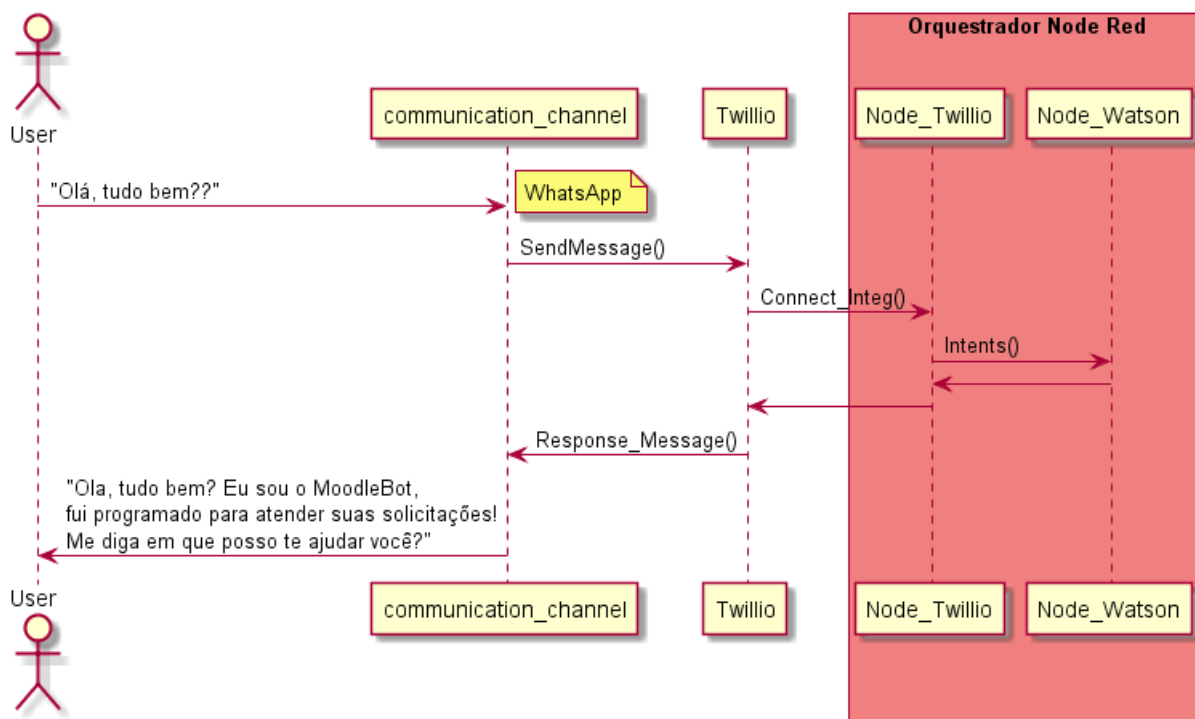 Orquestrador Node Red
User
communication_channel
Twillio
Node_Twillio
Node_Watson
"Olá, tudo bem??"
WhatsApp
SendMessage()
Connect_Integ()
Intents()
Response_Message()
"Ola, tudo bem? Eu sou o MoodleBot,
fui programado para atender suas solicitações!
Me diga em que posso te ajudar você?"
User
communication_channel
Twillio
Node_Twillio
Node_Watson